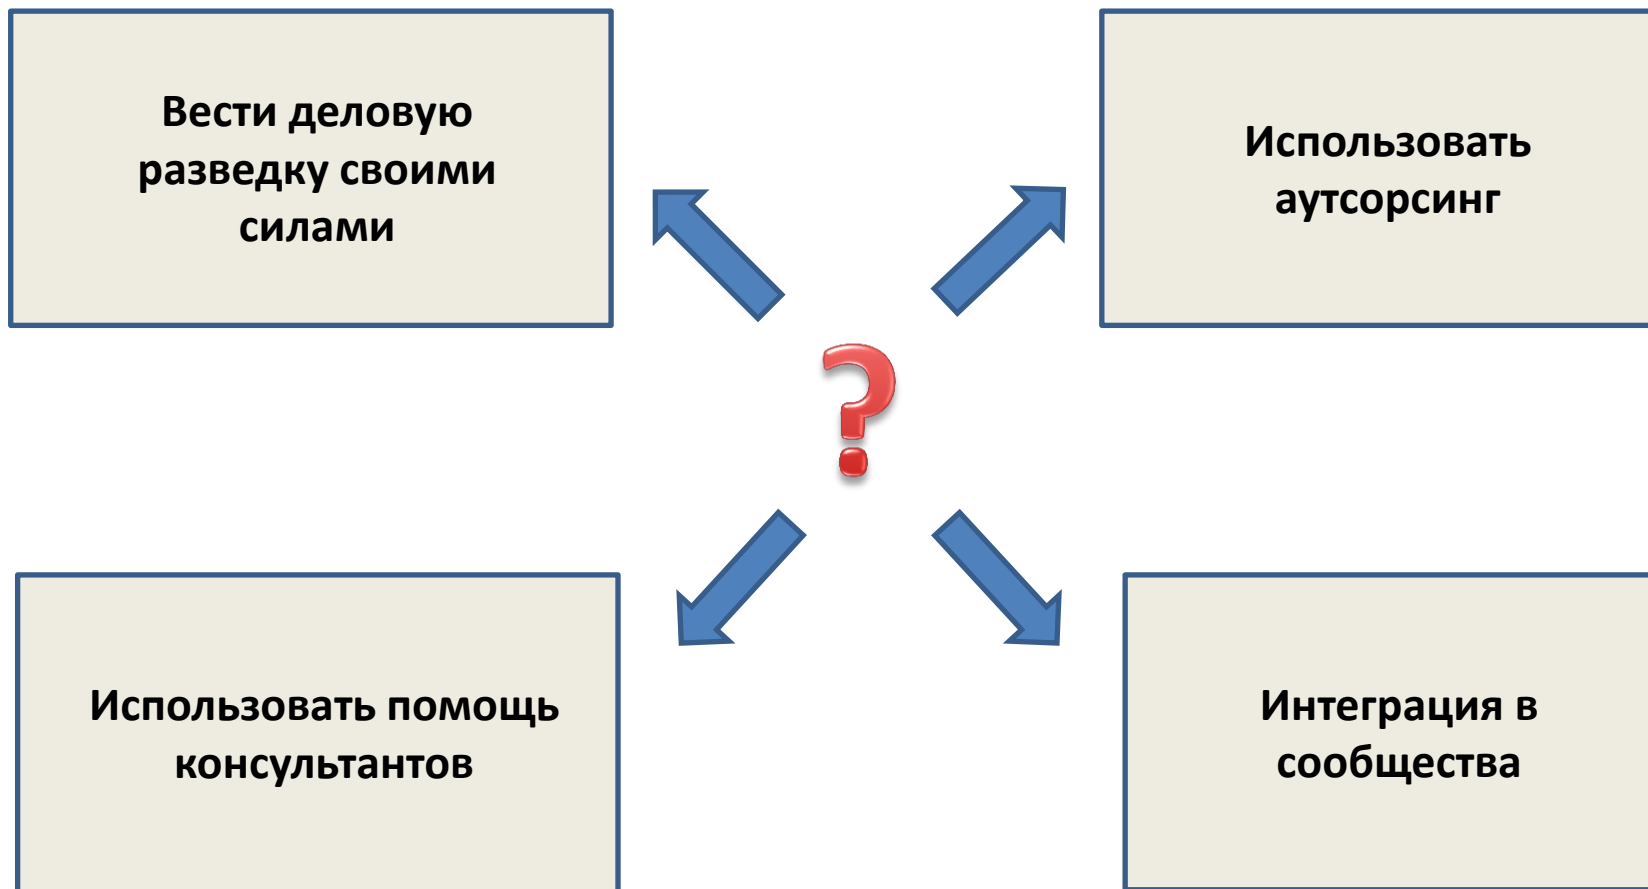 Вести деловую
разведку своими
силами
Использовать
аутсорсинг
?
Использовать помощь
консультантов
Интеграция в
сообщества